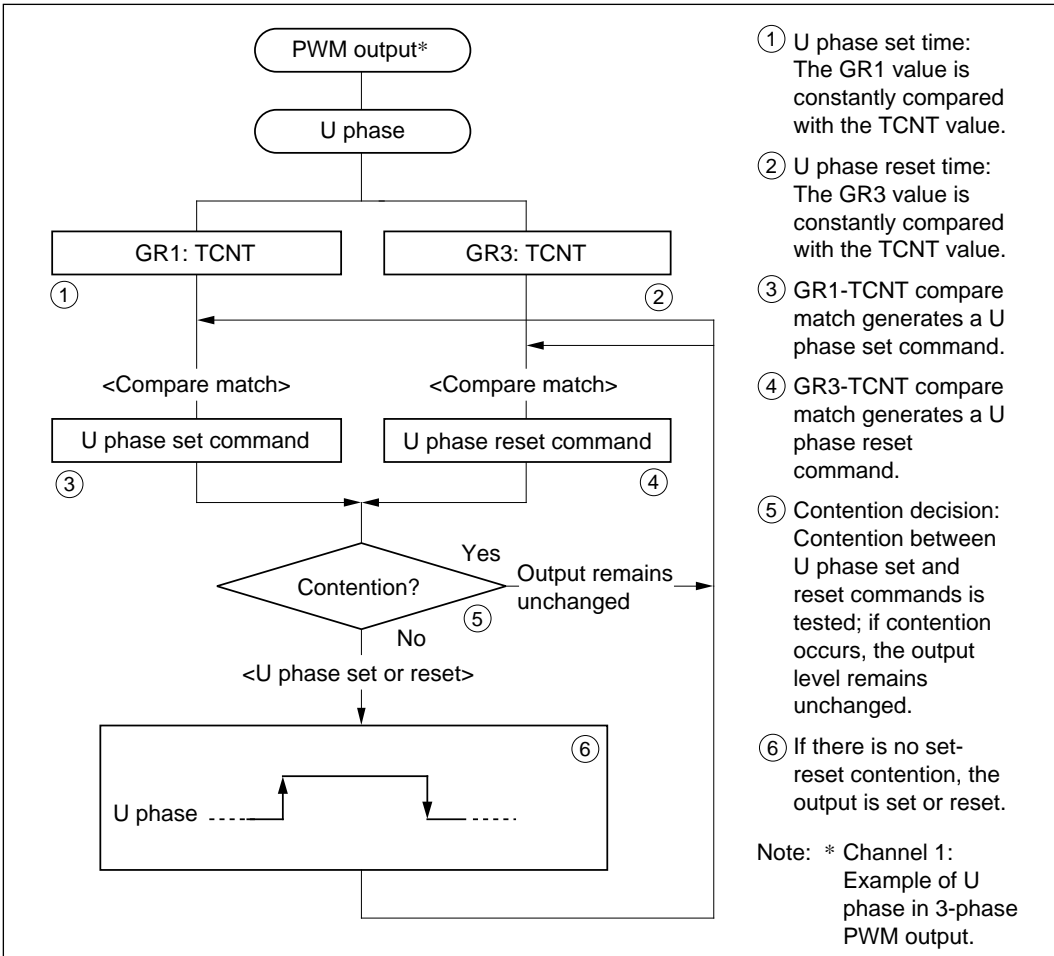 PWM output*
U phase
GR1: TCNT
GR3: TCNT
①
②
<Compare match>
<Compare match>
U phase set command
U phase reset command
③
④
Contention?
Yes
Output remains
unchanged
⑤
No
<U phase set or reset>
⑥
U phase
① U phase set time:
The GR1 value is
constantly compared
with the TCNT value.
② U phase reset time:
The GR3 value is
constantly compared
with the TCNT value.
③ GR1-TCNT compare
match generates a U
phase set command.
④ GR3-TCNT compare
match generates a U
phase reset
command.
⑤ Contention decision:
Contention between
U phase set and
reset commands is
tested; if contention
occurs, the output
level remains
unchanged.
⑥ If there is no set-
reset contention, the
output is set or reset.
Note: * Channel 1:
Example of U
phase in 3-phase
PWM output.